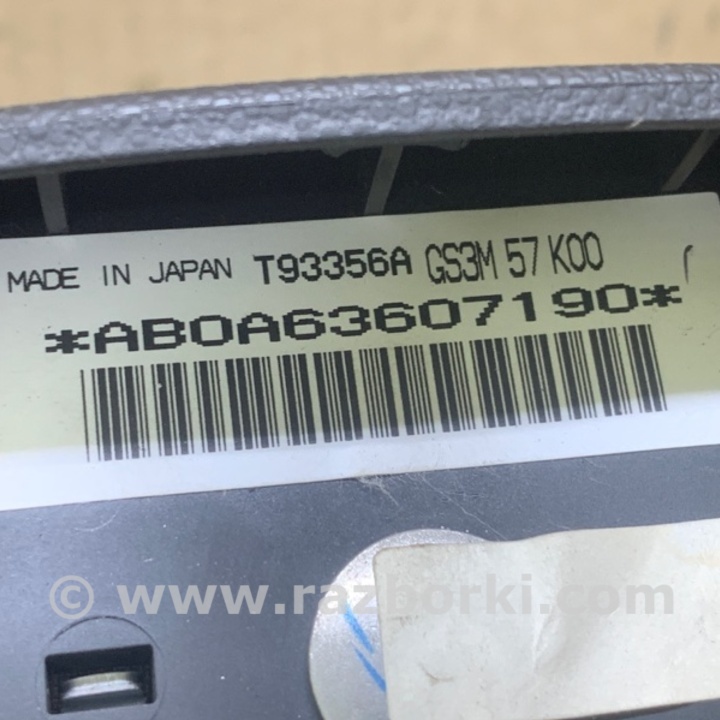 MADE IN JAPAN T93356A GS3M 57 K00
*AB0A63607190*
© www.razborki.com